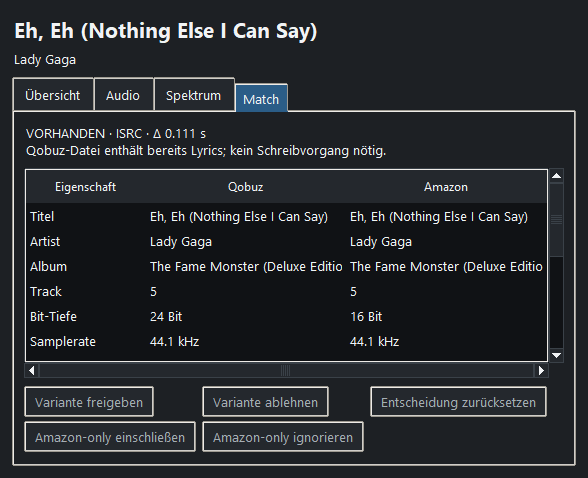 Eh, Eh (Nothing Else I Can Say)
Lady Gaga
Übersicht Audio Spektrum Match
VORHANDEN · ISRC · Δ 0.111 s
Qobuz-Datei enthält bereits Lyrics; kein Schreibvorgang nötig.
Eigenschaft Qobuz Amazon
Titel Eh, Eh (Nothing Else I Can Say) Eh, Eh (Nothing Else I Can Say)
Artist Lady Gaga Lady Gaga
Album The Fame Monster (Deluxe Editio The Fame Monster (Deluxe Editio
Track 5 5
Bit-Tiefe 24 Bit 16 Bit
Samplerate 44.1 kHz 44.1 kHz
Variante freigeben Variante ablehnen Entscheidung zurücksetzen
Amazon-only einschließen Amazon-only ignorieren